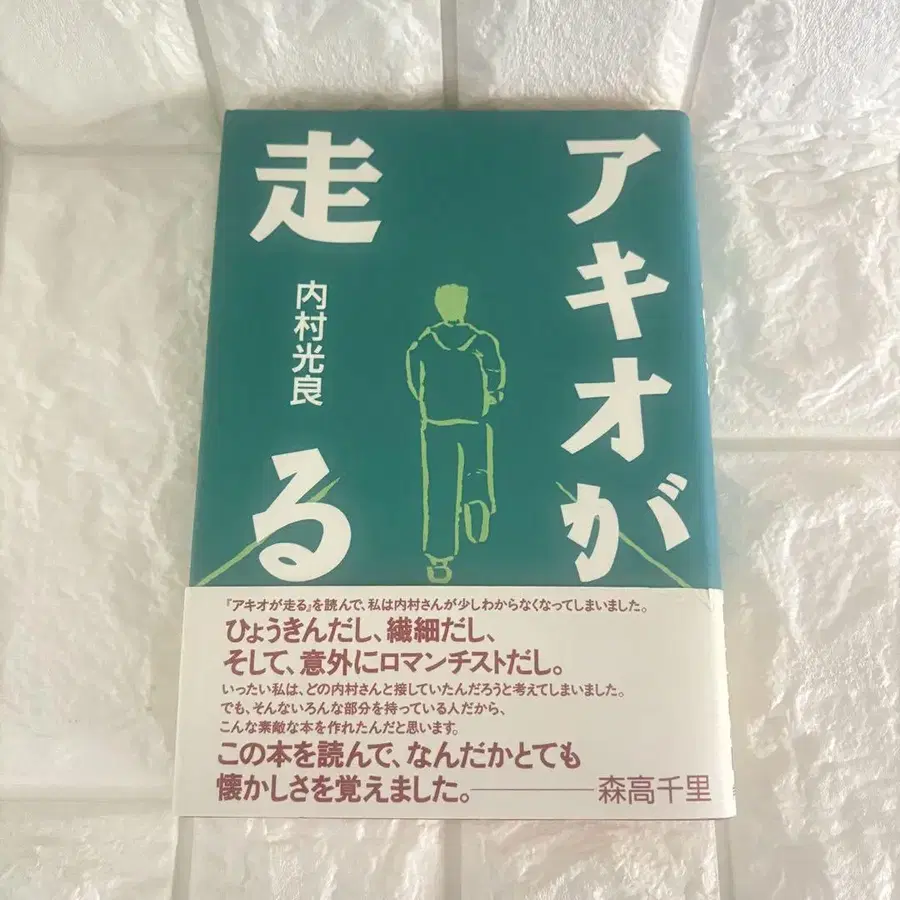 アキオが
走る
内村光良
『アキオが走る』を読んで、私は内村さんが少しわからなくなってしまいました。
ひょうきんだし、繊細だし、
そして、意外にロマンチストだし。
いったい私は、どの内村さんと接していたんだろうと考えてしまいました。
でも、そんないろんな部分を持っている人だから、
こんな素敵な本を作れたんだと思います。
この本を読んで、なんだかとても
懐かしさを覚えました。――――森高千里